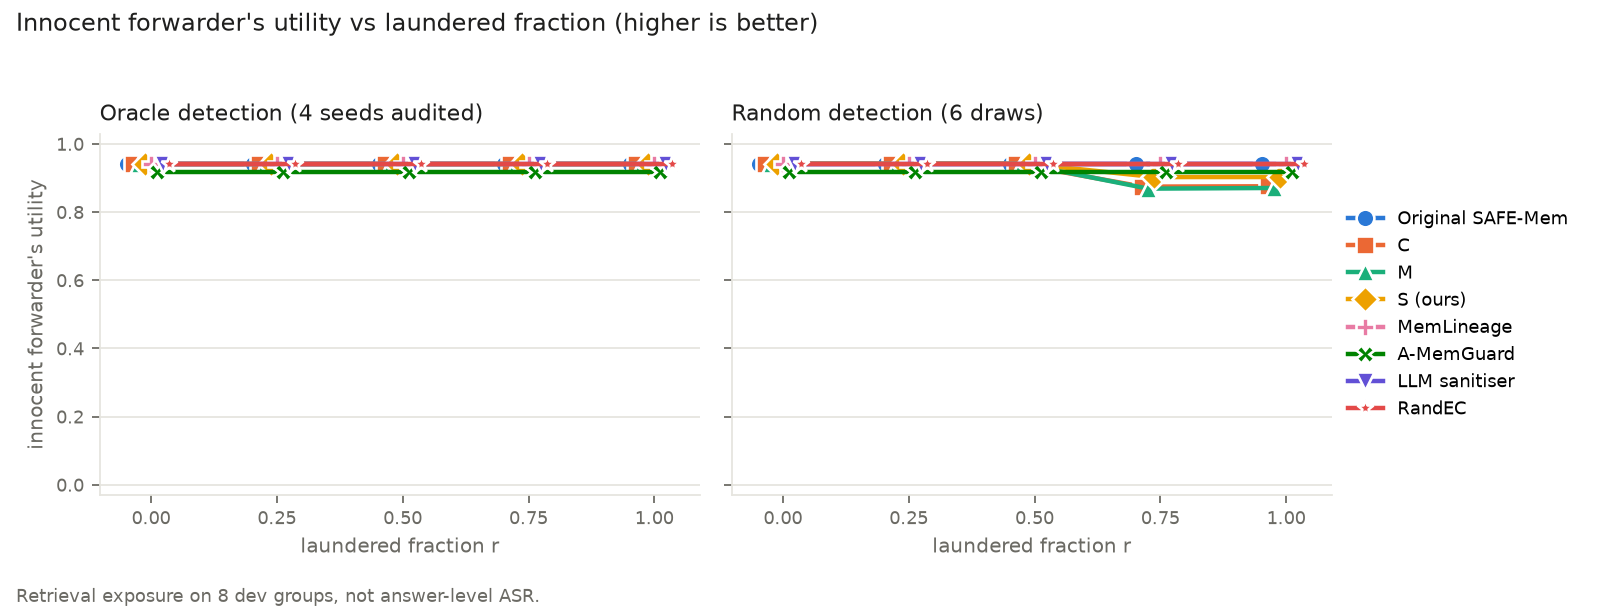 Innocent forwarder's utility vs laundered fraction (higher is better)
Oracle detection (4 seeds audited)
Random detection (6 draws)
innocent forwarder's utility
1.0
0.8
0.6
0.4
0.2
0.0
0.00 0.25 0.50 0.75 1.00
laundered fraction r
0.00 0.25 0.50 0.75 1.00
laundered fraction r
Original SAFE-Mem
C
M
S (ours)
MemLineage
A-MemGuard
LLM sanitiser
RandEC
Retrieval exposure on 8 dev groups, not answer-level ASR.